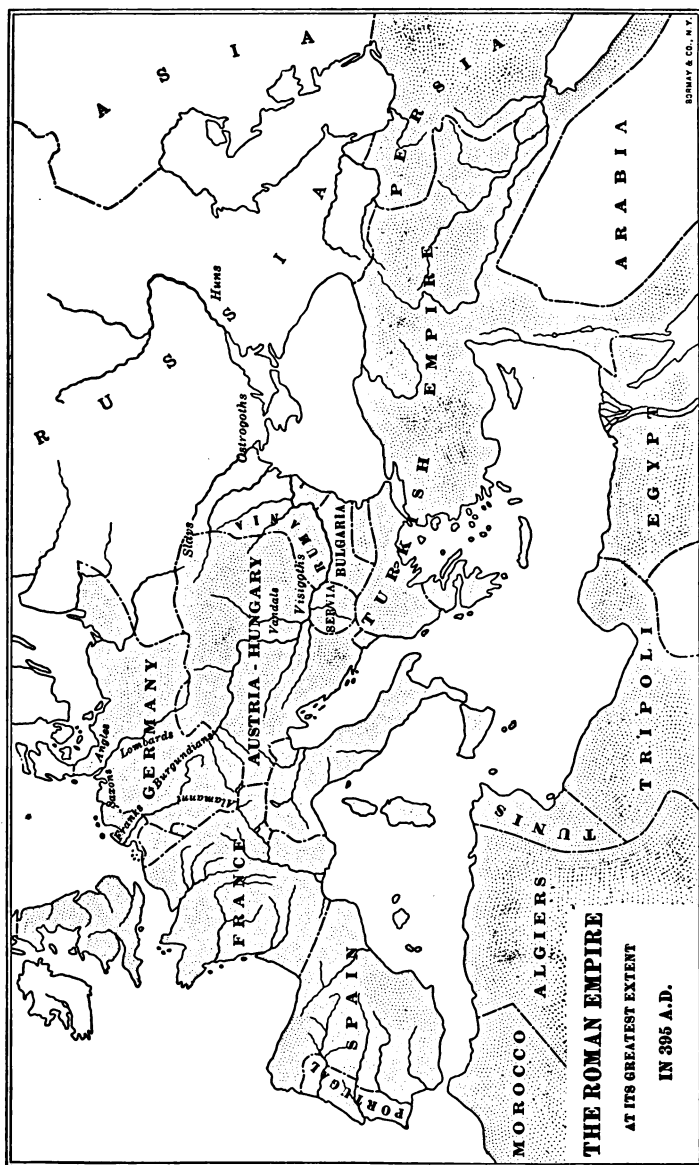 A S I A
R U S S I A
Huns
Ostrogoths
Slavs
PERSIA
Angles
Saxons
Lombards
GERMANY
Franks
Burgundians
Alamanni
AUSTRIA-HUNGARY
Vandals
Visigoths
RUMANIA
SERVIA
BULGARIA
TURKISH EMPIRE
FRANCE
SPAIN
PORTUGAL
ARABIA
EGYPT
TRIPOLI
TUNIS
ALGIERS
MOROCCO
THE ROMAN EMPIRE
AT ITS GREATEST EXTENT
IN 395 A.D.
BORMAY & CO., N.Y.